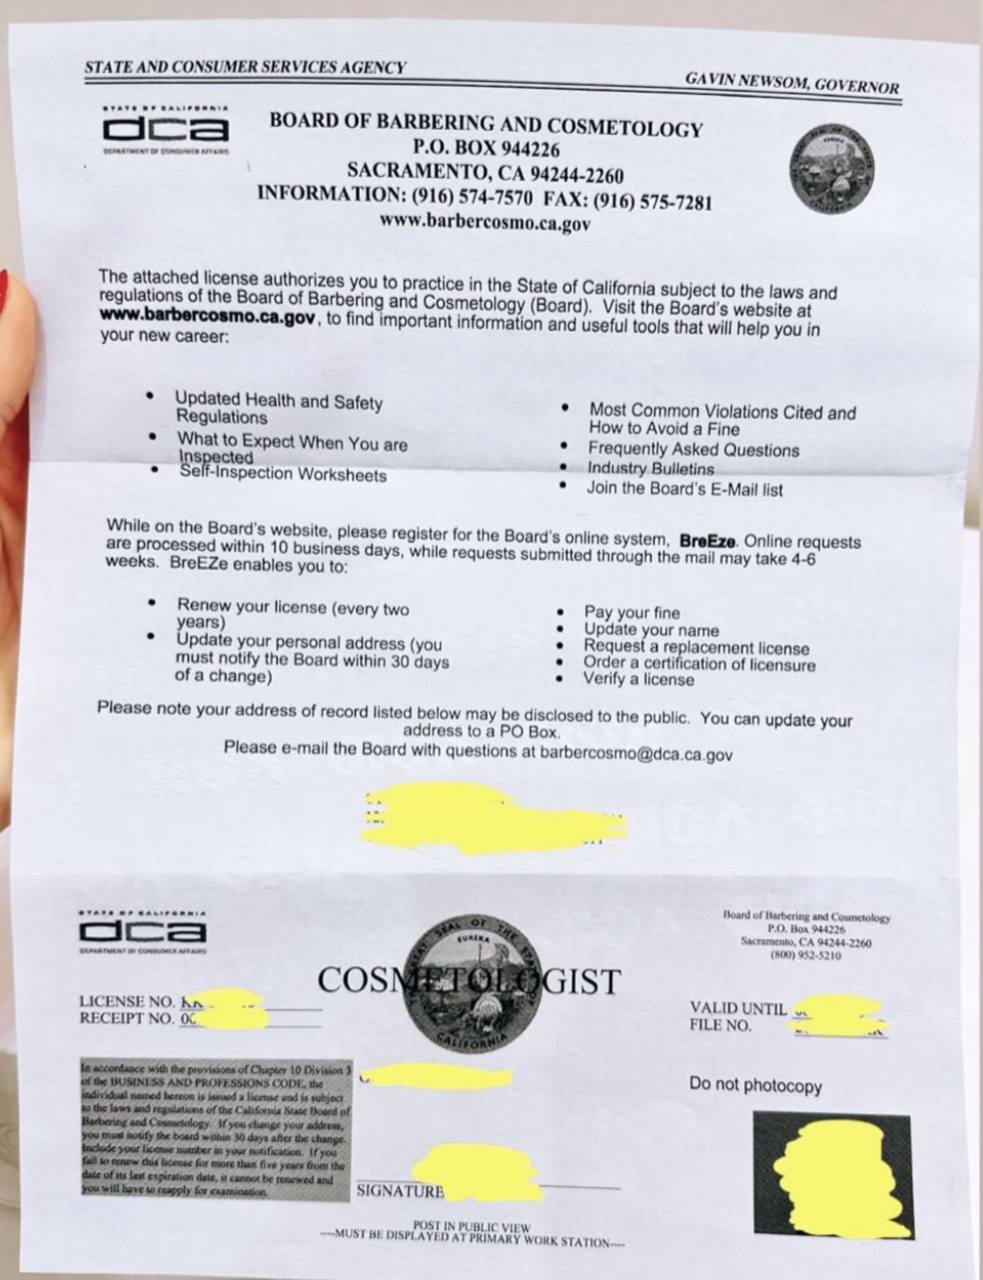 STATE AND CONSUMER SERVICES AGENCY
GAVIN NEWSOM, GOVERNOR
STATE OF CALIFORNIA
dca
DEPARTMENT OF CONSUMER AFFAIRS
BOARD OF BARBERING AND COSMETOLOGY
P.O. BOX 944226
SACRAMENTO, CA 94244-2260
INFORMATION: (916) 574-7570 FAX: (916) 575-7281
www.barbercosmo.ca.gov
The attached license authorizes you to practice in the State of California subject to the laws and
regulations of the Board of Barbering and Cosmetology (Board). Visit the Board's website at
www.barbercosmo.ca.gov, to find important information and useful tools that will help you in
your new career:
• Updated Health and Safety
Regulations
• What to Expect When You are
Inspected
• Self-Inspection Worksheets
• Most Common Violations Cited and
How to Avoid a Fine
• Frequently Asked Questions
• Industry Bulletins
• Join the Board's E-Mail list
While on the Board's website, please register for the Board's online system, BreEze. Online requests
are processed within 10 business days, while requests submitted through the mail may take 4-6
weeks. BreEZe enables you to:
• Renew your license (every two
years)
• Update your personal address (you
must notify the Board within 30 days
of a change)
• Pay your fine
• Update your name
• Request a replacement license
• Order a certification of licensure
• Verify a license
Please note your address of record listed below may be disclosed to the public. You can update your
address to a PO Box.
Please e-mail the Board with questions at barbercosmo@dca.ca.gov
STATE OF CALIFORNIA
dca
DEPARTMENT OF CONSUMER AFFAIRS
SEAL OF THE
EUREKA
CALIFORNIA
Board of Barbering and Cosmetology
P.O. Box 944226
Sacramento, CA 94244-2260
(800) 952-5210
COSMETOLOGIST
LICENSE NO.
RECEIPT NO.
VALID UNTIL
FILE NO.
In accordance with the provisions of Chapter 10 Division 3
of the BUSINESS AND PROFESSIONS CODE, the
individual named hereon is issued a license and is subject
to the laws and regulations of the California State Board of
Barbering and Cosmetology. If you change your address,
you must notify the board within 30 days after the change.
Include your license number in your notification. If you
fail to renew this license for more than five years from the
date of its last expiration date, it cannot be renewed and
you will have to reapply for examination.
Do not photocopy
SIGNATURE
POST IN PUBLIC VIEW
----MUST BE DISPLAYED AT PRIMARY WORK STATION----